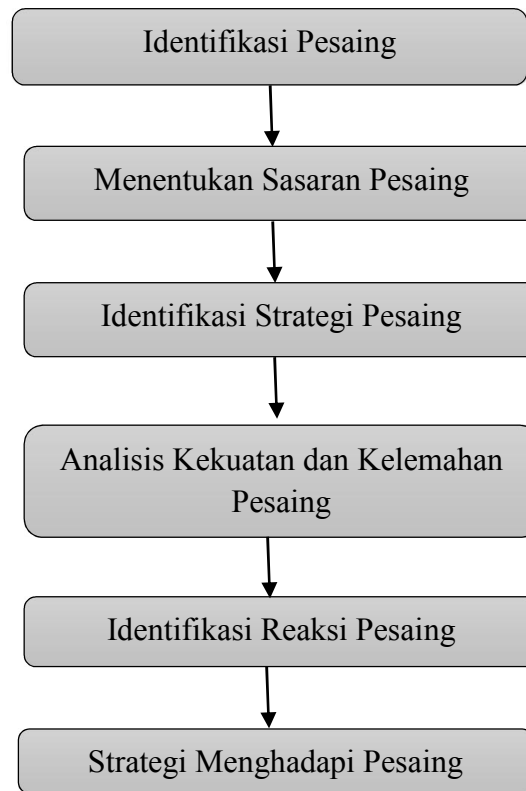 Identifikasi Pesaing
Menentukan Sasaran Pesaing
Identifikasi Strategi Pesaing
Analisis Kekuatan dan Kelemahan
Pesaing
Identifikasi Reaksi Pesaing
Strategi Menghadapi Pesaing